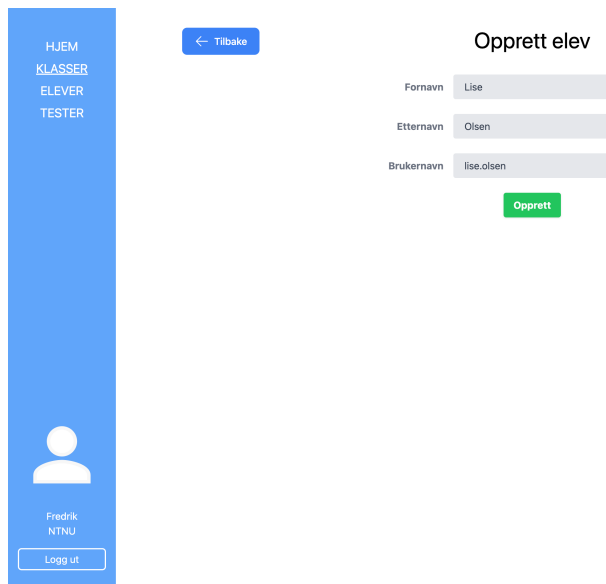 HJEM
KLASSER
ELEVER
TESTER
Fredrik
NTNU
Logg ut
Tilbake
Opprett elev
Fornavn Lise
Etternavn Olsen
Brukernavn lise.olsen
Opprett